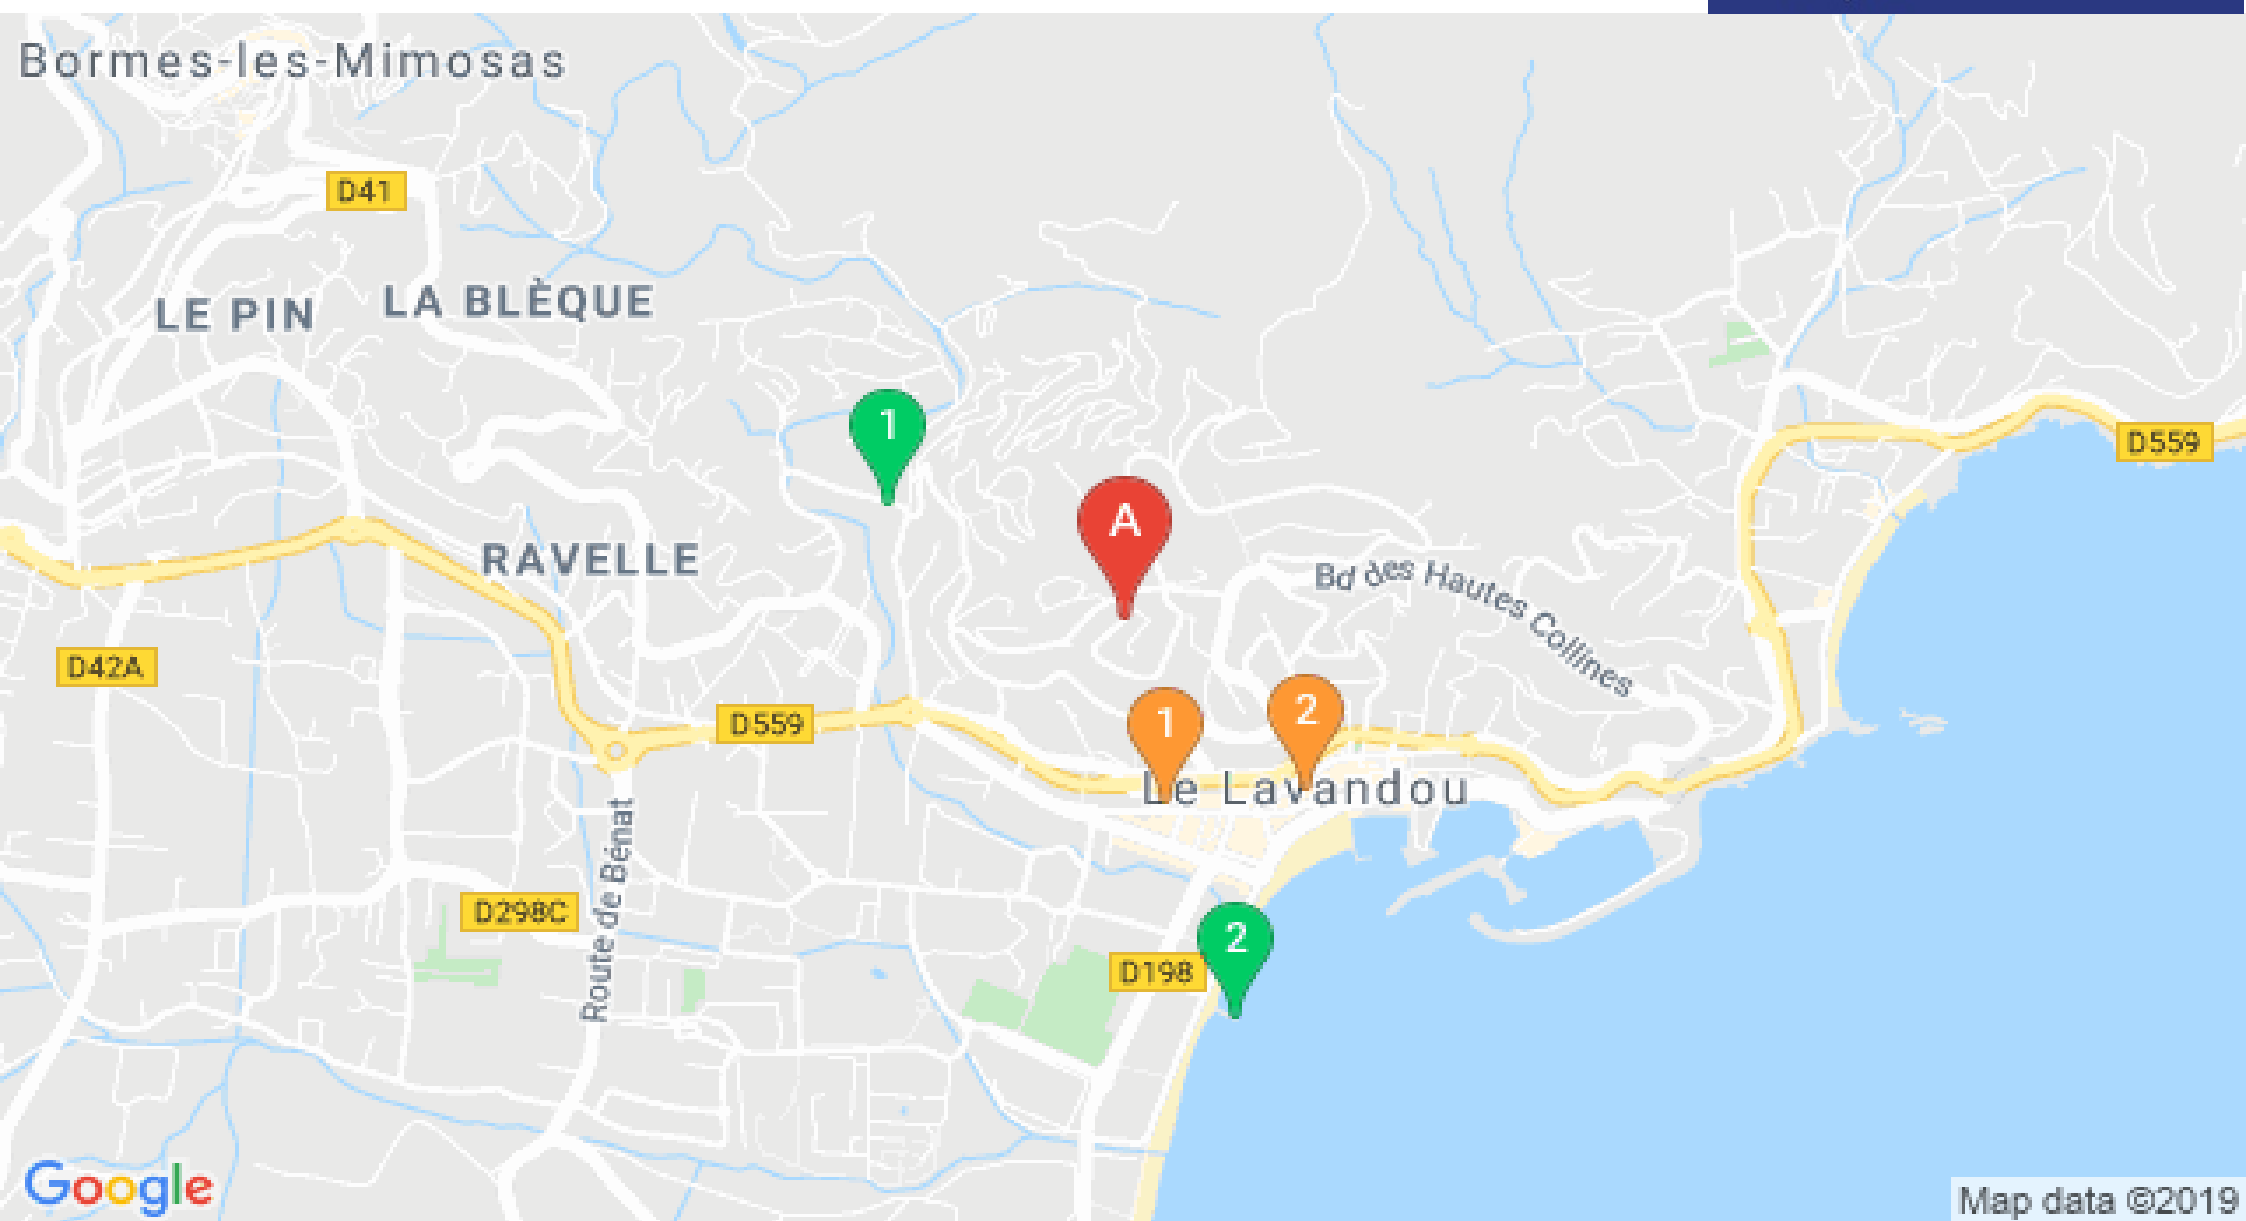 Bormes-les-Mimosas
D41
LE PIN
LA BLÈQUE
1
D559
A
RAVELLE
Bd des Hautes Collines
D42A
1
2
D559
Le Lavandou
Route de Bénat
D298C
2
D198
Google
Map data ©2019